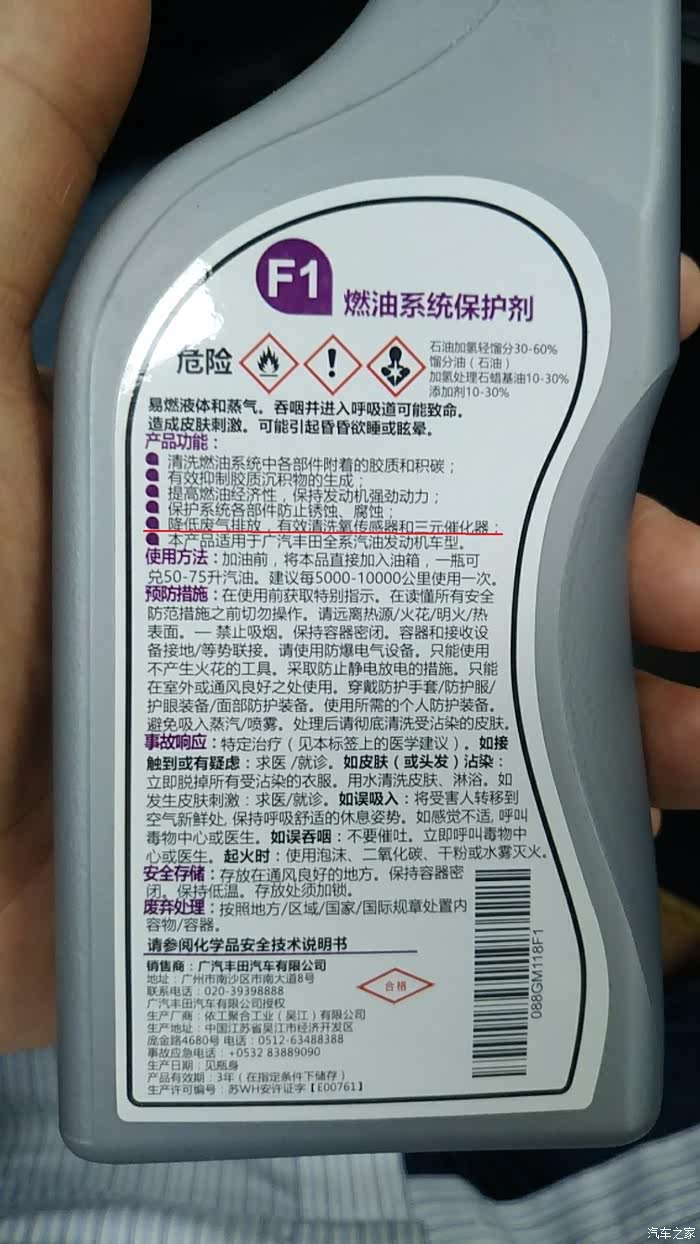 F1
燃油系统保护剂
危险
石油加氢轻馏分30-60%
馏分油（石油）
加氢处理石蜡基油10-30%
添加剂10-30%
易燃液体和蒸气。吞咽并进入呼吸道可能致命。
造成皮肤刺激。可能引起昏昏欲睡或眩晕。
产品功能：
清洗燃油系统中各部件附着的胶质和积碳；
有效抑制胶质沉积物的生成；
提高燃油经济性，保持发动机强劲动力；
保护系统各部件防止锈蚀、腐蚀；
降低废气排放，有效清洗氧传感器和三元催化器；
本产品适用于广汽丰田全系汽油发动机车型。
使用方法：加油前，将本品直接加入油箱，一瓶可
兑50-75升汽油。建议每5000-10000公里使用一次。
预防措施：在使用前获取特别指示。在读懂所有安全
防范措施之前切勿操作。请远离热源/火花/明火/热
表面。— 禁止吸烟。保持容器密闭。容器和接收设
备接地/等势联接。请使用防爆电气设备。只能使用
不产生火花的工具。采取防止静电放电的措施。只能
在室外或通风良好之处使用。穿戴防护手套/防护服/
护眼装备/面部防护装备。使用所需的个人防护装备。
避免吸入蒸汽/喷雾。处理后请彻底清洗受沾染的皮肤。
事故响应：特定治疗（见本标签上的医学建议）。如接
触到或有疑虑：求医/就诊。如皮肤（或头发）沾染：
立即脱掉所有受沾染的衣服。用水清洗皮肤、淋浴。如
发生皮肤刺激：求医/就诊。如误吸入：将受害人转移到
空气新鲜处，保持呼吸舒适的休息姿势。如感觉不适，呼叫
毒物中心或医生。如误吞咽：不要催吐。立即呼叫毒物中
心或医生。起火时：使用泡沫、二氧化碳、干粉或水雾灭火。
安全存储：存放在通风良好的地方。保持容器密
闭。保持低温。存放处须加锁。
废弃处理：按照地方/区域/国家/国际规章处置内
容物/容器。
请参阅化学品安全技术说明书
销售商：广汽丰田汽车有限公司
地址：广州市南沙区市南大道8号
联系电话：020-39398888
广汽丰田汽车有限公司授权
生产厂商：依工聚合工业（吴江）有限公司
生产地址：中国江苏省吴江市经济开发区
庞金路4680号 电话：0512-63488388
事故应急电话：+0532 83889090
生产日期：见瓶身
产品有效期：3年（在指定条件下储存）
生产许可编号：苏WH安许证字【E00761】
合格
088GM118F1
汽车之家